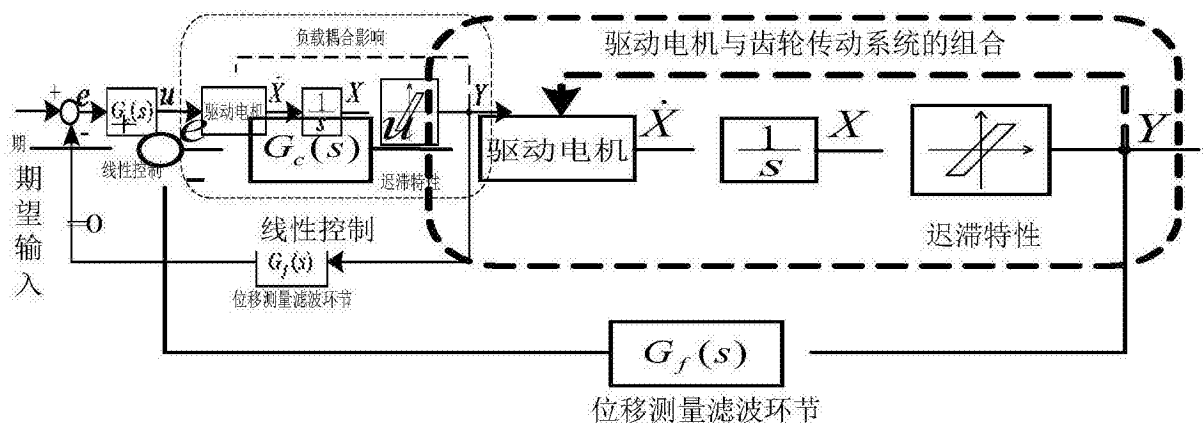 负载耦合影响
驱动电机与齿轮传动系统的组合
+
e
G(s)
u
驱动电机
Ẋ
1/s
X
Y
-
期
线性控制
e
G_c(s)
u
迟滞特性
驱动电机
Ẋ
1/s
X
Y
期望输入
=0
线性控制
迟滞特性
G_f(s)
位移测量滤波环节
G_f(s)
位移测量滤波环节